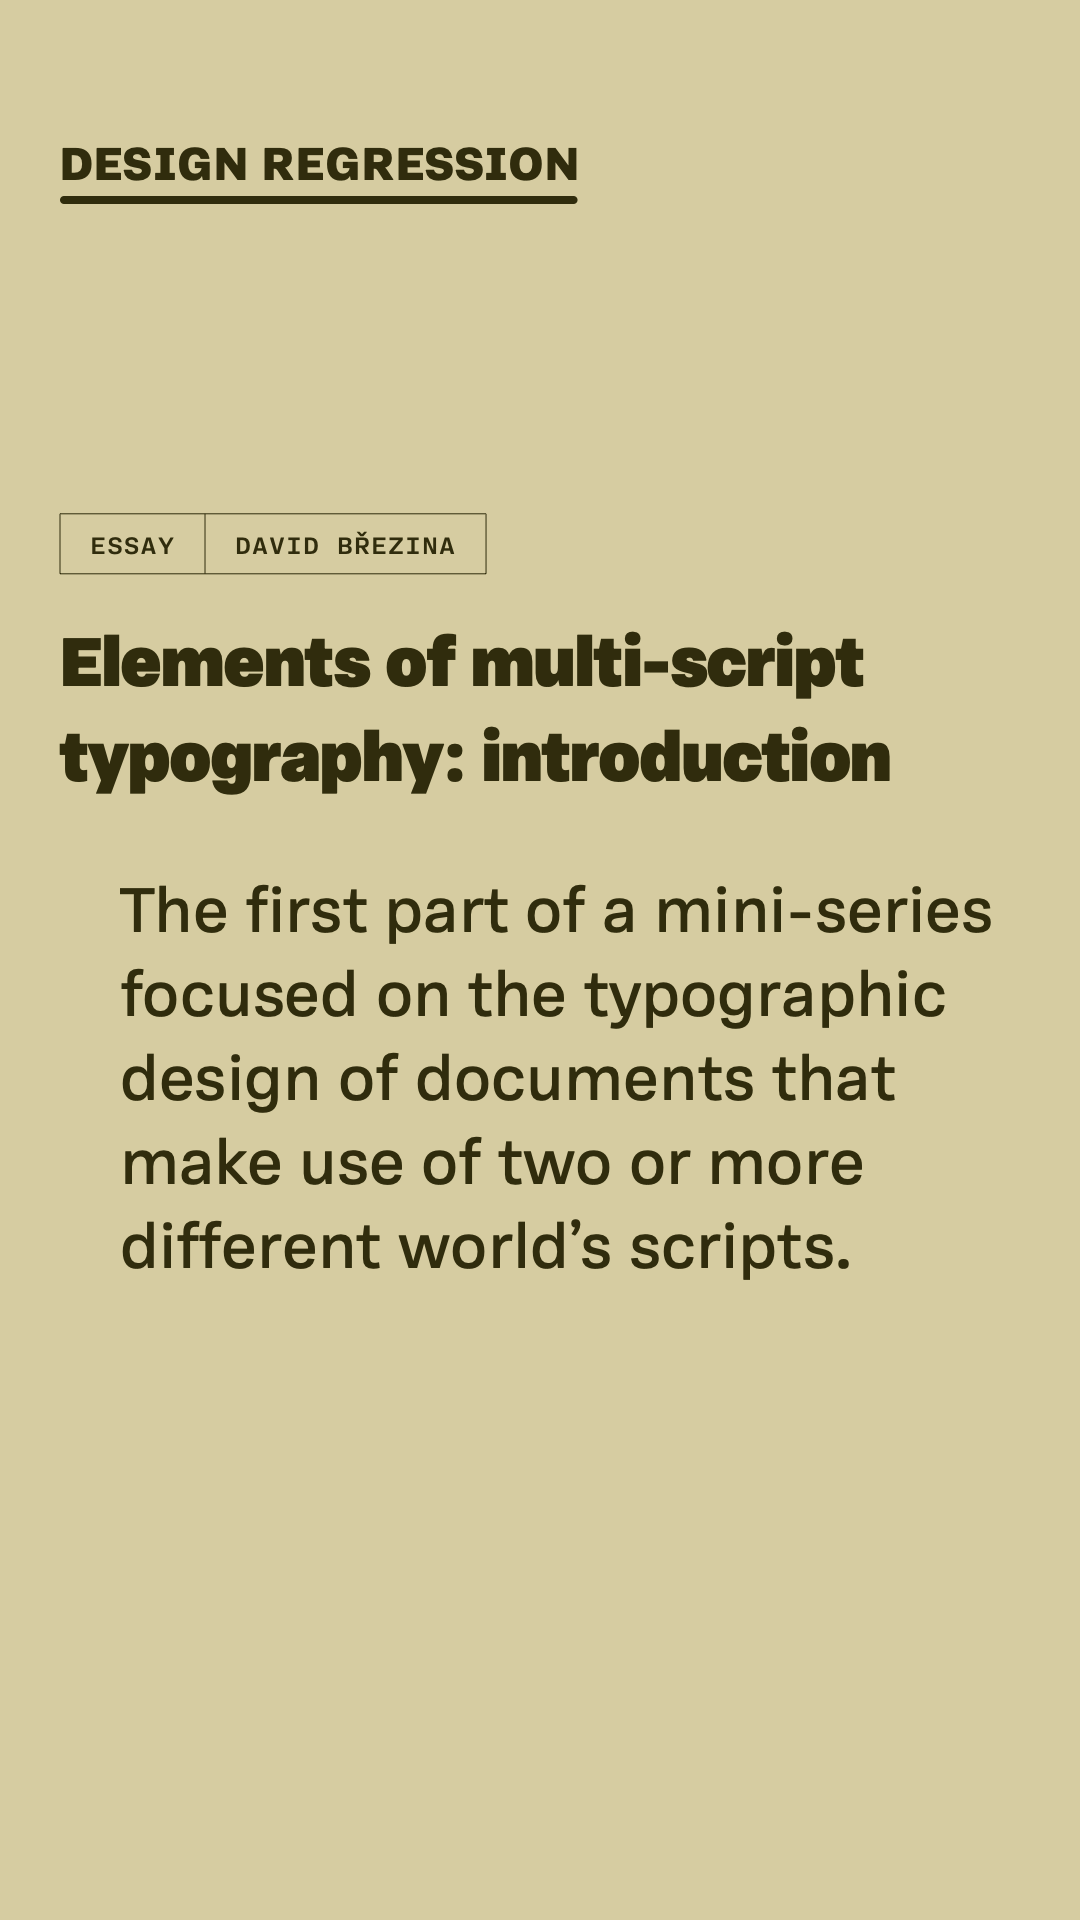 DESIGN REGRESSION
ESSAY DAVID BŘEZINA
Elements of multi-script
typography: introduction
The first part of a mini-series
focused on the typographic
design of documents that
make use of two or more
different world’s scripts.